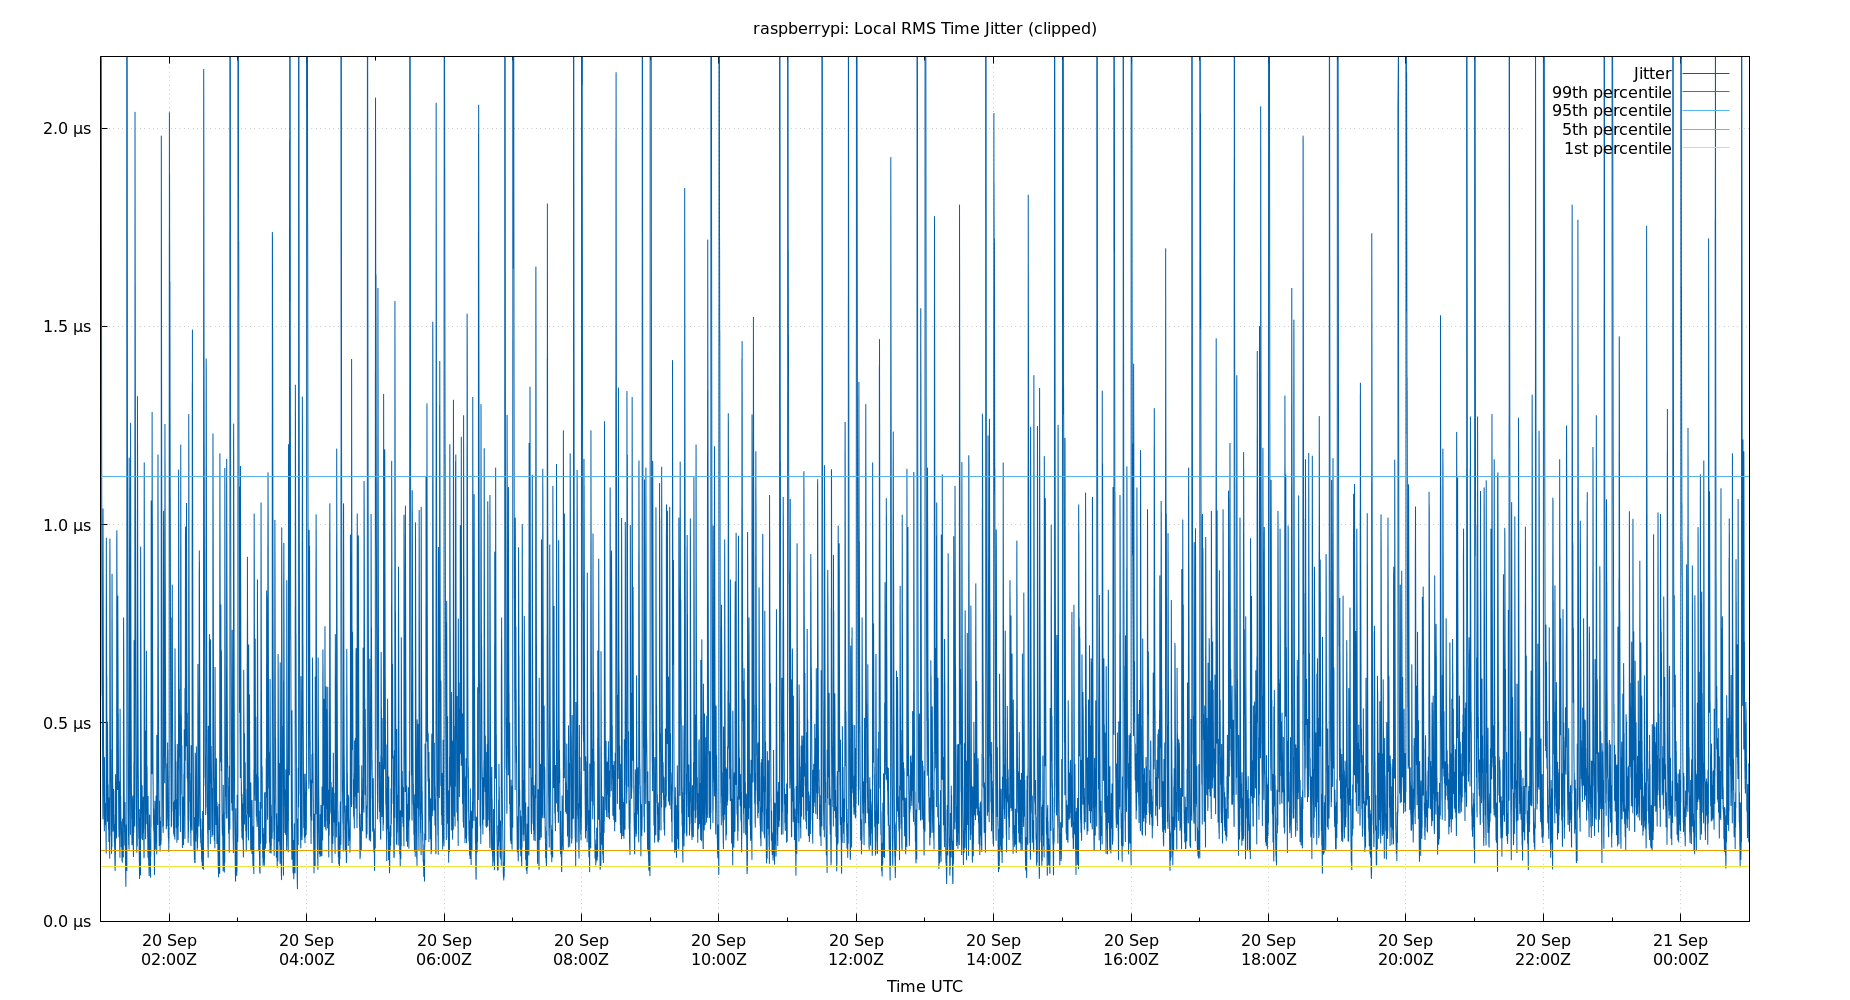 raspberrypi: Local RMS Time Jitter (clipped)
Jitter
99th percentile
95th percentile
5th percentile
1st percentile
2.0 µs
1.5 µs
1.0 µs
0.5 µs
0.0 µs
20 Sep 20 Sep 20 Sep 20 Sep 20 Sep 20 Sep 20 Sep 20 Sep 20 Sep 20 Sep 20 Sep 21 Sep
02:00Z 04:00Z 06:00Z 08:00Z 10:00Z 12:00Z 14:00Z 16:00Z 18:00Z 20:00Z 22:00Z 00:00Z
Time UTC